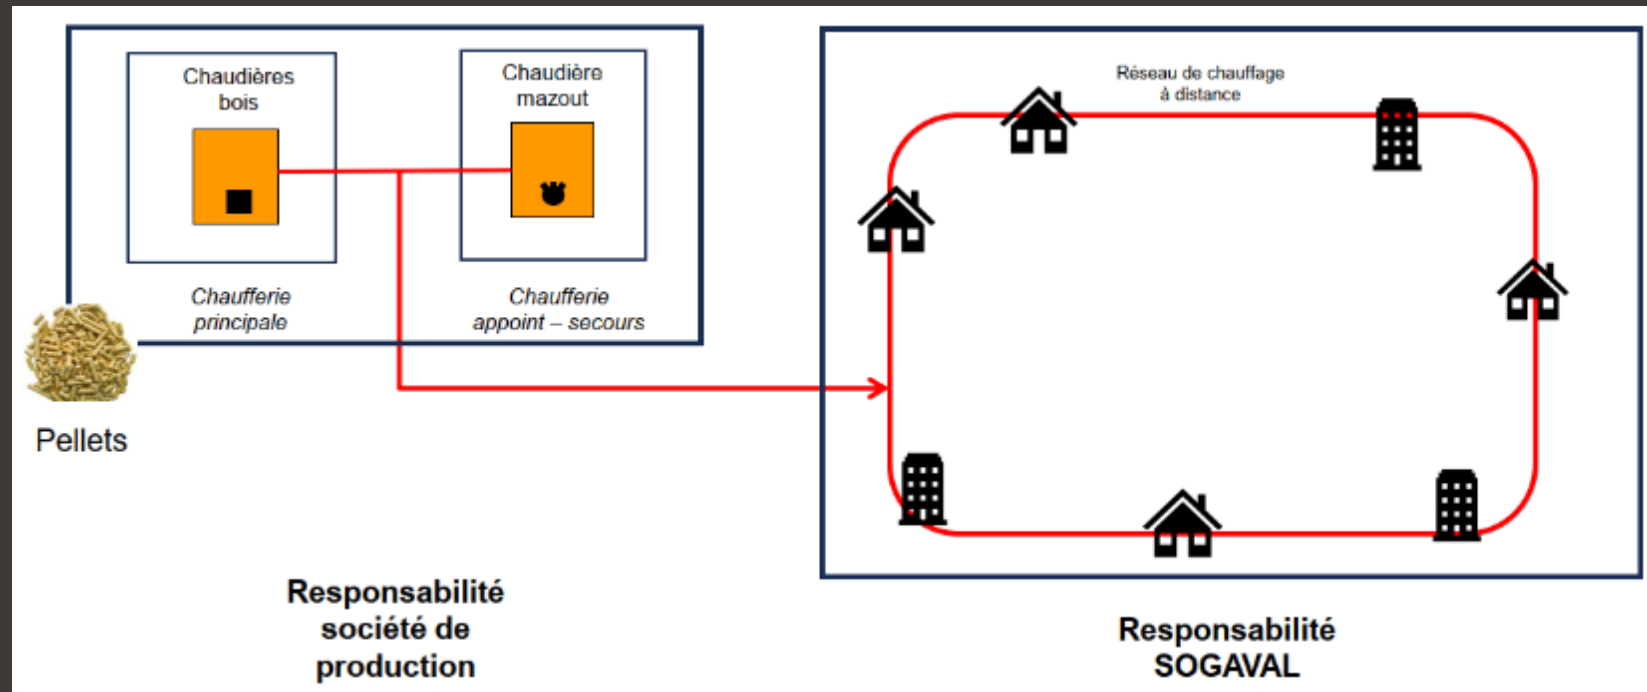 Chaudières
bois
Chaudière
mazout
Chaufferie
principale
Chaufferie
appoint – secours
Pellets
Responsabilité
société de
production
Réseau de chauffage
à distance
Responsabilité
SOGAVAL